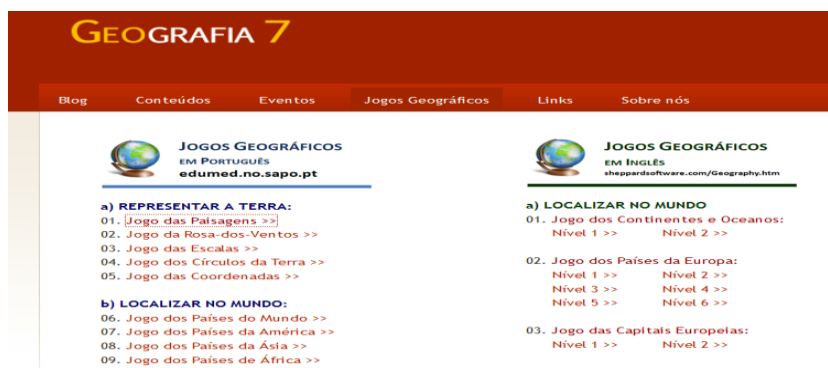 GEOGRAFIA 7
Blog Conteúdos Eventos Jogos Geográficos Links Sobre nós
JOGOS GEOGRÁFICOS
EM PORTUGUÊS
edumed.no.sapo.pt
a) REPRESENTAR A TERRA:
01. Jogo das Paisagens >>
02. Jogo da Rosa-dos-Ventos >>
03. Jogo das Escalas >>
04. Jogo dos Círculos da Terra >>
05. Jogo das Coordenadas >>
b) LOCALIZAR NO MUNDO:
06. Jogo dos Países do Mundo >>
07. Jogo dos Países da América >>
08. Jogo dos Países da Ásia >>
09. Jogo dos Países de África >>
JOGOS GEOGRÁFICOS
EM INGLÊS
sheppardsoftware.com/Geography.htm
a) LOCALIZAR NO MUNDO
01. Jogo dos Continentes e Oceanos:
Nível 1 >> Nível 2 >>
02. Jogo dos Países da Europa:
Nível 1 >> Nível 2 >>
Nível 3 >> Nível 4 >>
Nível 5 >> Nível 6 >>
03. Jogo das Capitais Europeias:
Nível 1 >> Nível 2 >>